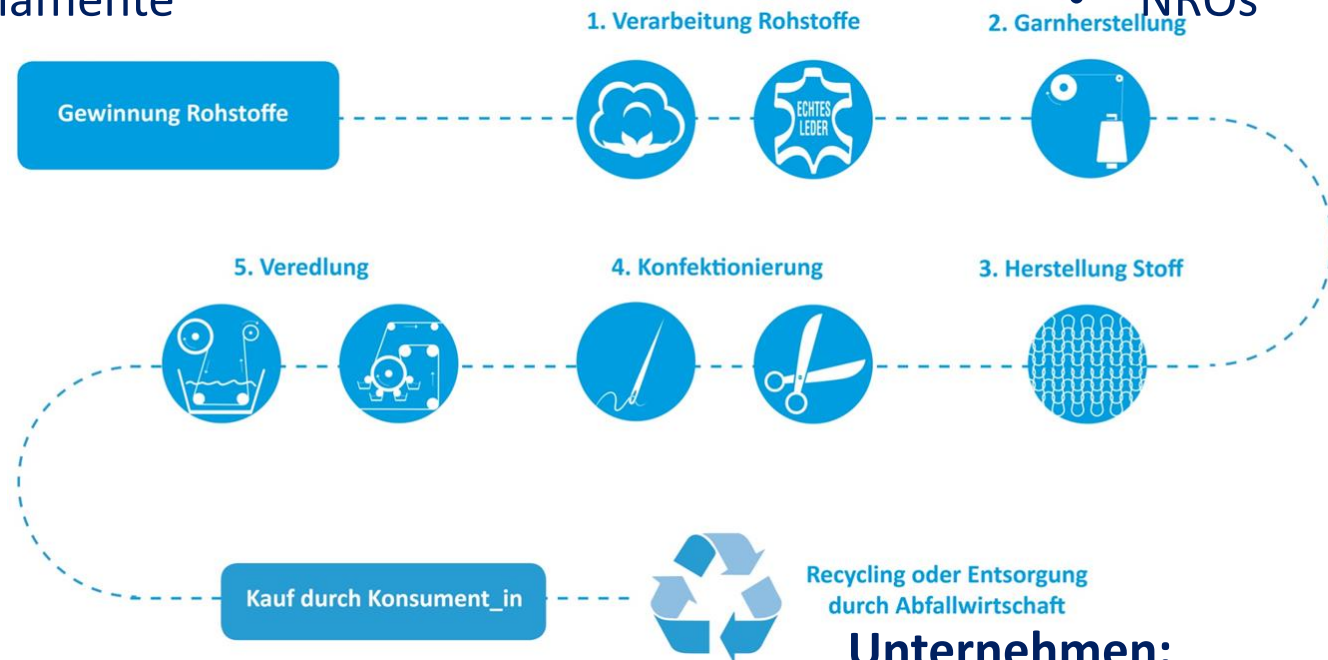 NROs
1. Verarbeitung Rohstoffe
2. Garnherstellung
Gewinnung Rohstoffe
ECHTES
LEDER
5. Veredlung
4. Konfektionierung
3. Herstellung Stoff
Kauf durch Konsument_in
Recycling oder Entsorgung
durch Abfallwirtschaft
Unternehmen: